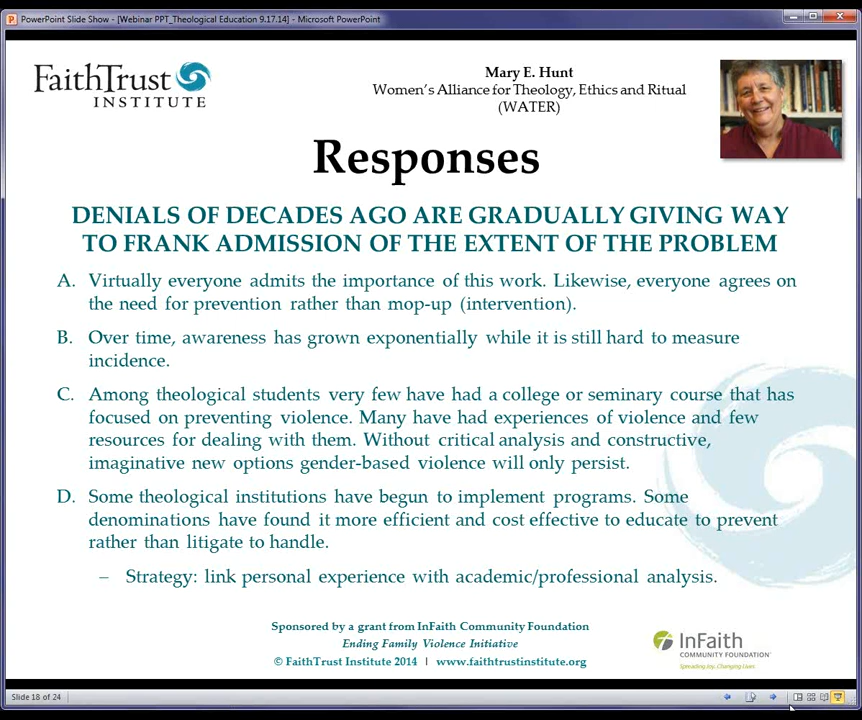 PowerPoint Slide Show - [Webinar PPT_Theological Education 9.17.14] - Microsoft PowerPoint
FaithTrust
INSTITUTE
Mary E. Hunt
Women's Alliance for Theology, Ethics and Ritual
(WATER)
Responses
DENIALS OF DECADES AGO ARE GRADUALLY GIVING WAY
TO FRANK ADMISSION OF THE EXTENT OF THE PROBLEM
A. Virtually everyone admits the importance of this work. Likewise, everyone agrees on
the need for prevention rather than mop-up (intervention).
B. Over time, awareness has grown exponentially while it is still hard to measure
incidence.
C. Among theological students very few have had a college or seminary course that has
focused on preventing violence. Many have had experiences of violence and few
resources for dealing with them. Without critical analysis and constructive,
imaginative new options gender-based violence will only persist.
D. Some theological institutions have begun to implement programs. Some
denominations have found it more efficient and cost effective to educate to prevent
rather than litigate to handle.
– Strategy: link personal experience with academic/professional analysis.
Sponsored by a grant from InFaith Community Foundation
Ending Family Violence Initiative
© FaithTrust Institute 2014 | www.faithtrustinstitute.org
InFaith
COMMUNITY FOUNDATION
Spreading Joy. Changing Lives.
Slide 18 of 24